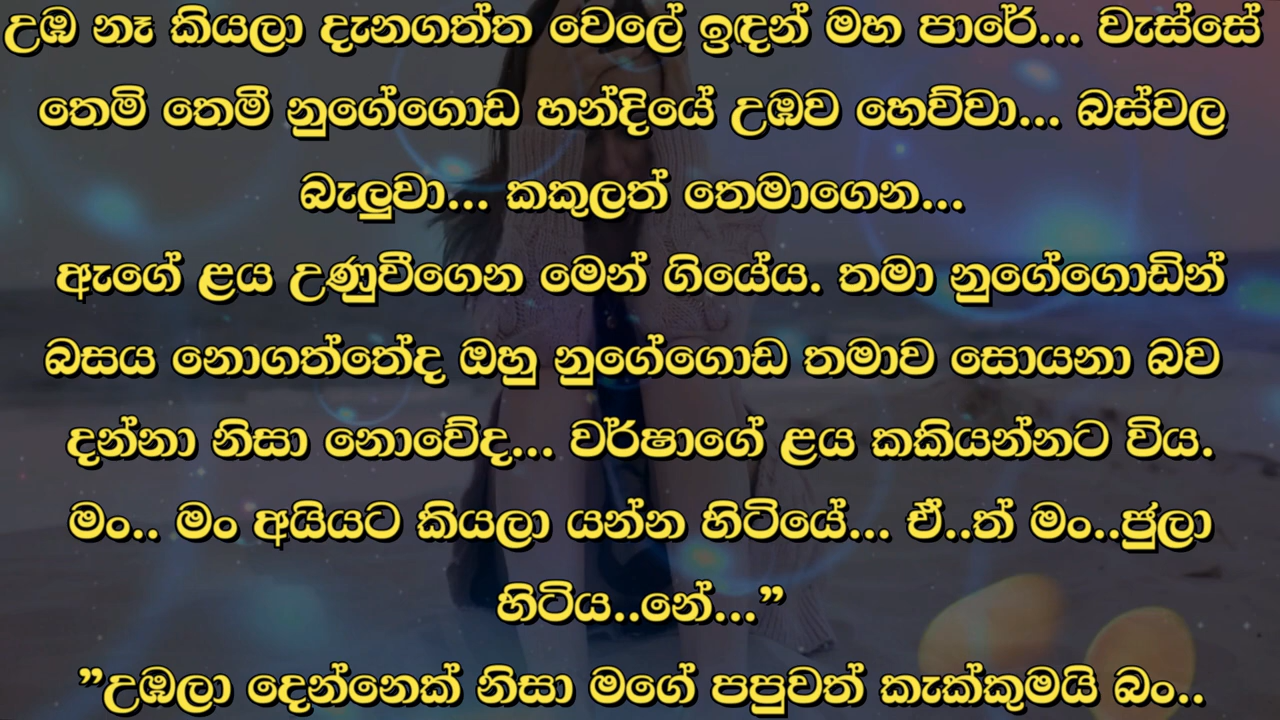 උඹ නෑ කියලා දැනගත්ත වෙලේ ඉඳන් මහ පාරේ... වැස්සේ
තෙමි තෙමී නුගේගොඩ හන්දියේ උඹව හෙව්වා... බස්වල
බැලුවා... කකුලත් තෙමාගෙන...
ඇගේ ළය උණුවීගෙන මෙන් ගියේය. තමා නුගේගොඩින්
බසය නොගත්තේද ඔහු නුගේගොඩ තමාව සොයනා බව
දන්නා නිසා නොවේද... වර්ෂාගේ ළය කකියන්නට විය.
මං.. මං අයියට කියලා යන්න හිටියේ... ඒ..ත් මං..ජුලා
හිටිය..නේ...”
”උඹලා දෙන්නෙක් නිසා මගේ පපුවත් කැක්කුමයි බං..